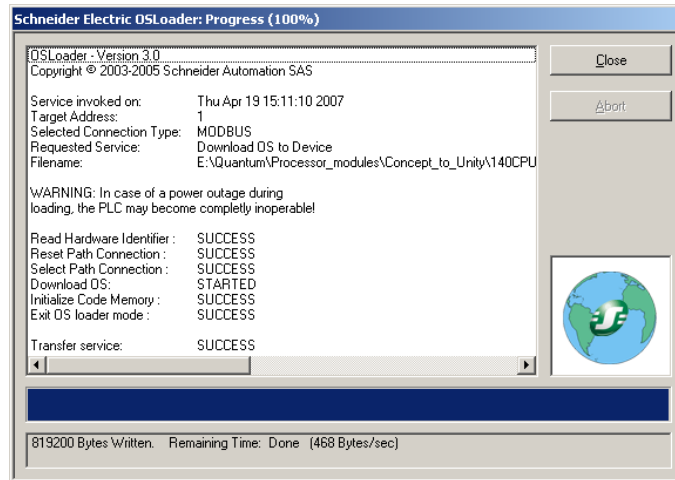 Schneider Electric OSLoader: Progress (100%)
OSLoader - Version 3.0
Copyright © 2003-2005 Schneider Automation SAS
Service invoked on: Thu Apr 19 15:11:10 2007
Target Address: 1
Selected Connection Type: MODBUS
Requested Service: Download OS to Device
Filename: E:\Quantum\Processor_modules\Concept_to_Unity\140CPU
WARNING: In case of a power outage during
loading, the PLC may become completly inoperable!
Read Hardware Identifier : SUCCESS
Reset Path Connection : SUCCESS
Select Path Connection : SUCCESS
Download OS: STARTED
Initialize Code Memory : SUCCESS
Exit OS loader mode : SUCCESS
Transfer service: SUCCESS
Close
Abort
819200 Bytes Written. Remaining Time: Done (468 Bytes/sec)